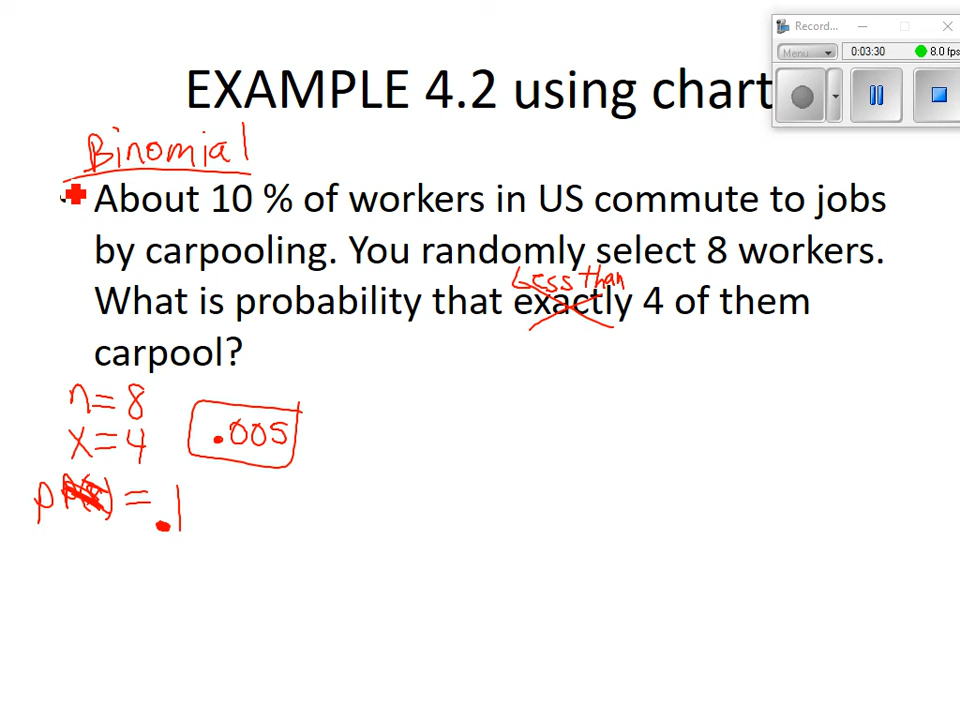 Record...
Menu
0:03:30
8.0 fps
EXAMPLE 4.2 using chart
Binomial
About 10 % of workers in US commute to jobs
by carpooling. You randomly select 8 workers.
Less than
What is probability that exactly 4 of them
carpool?
n=8
x=4
.005
p = .1